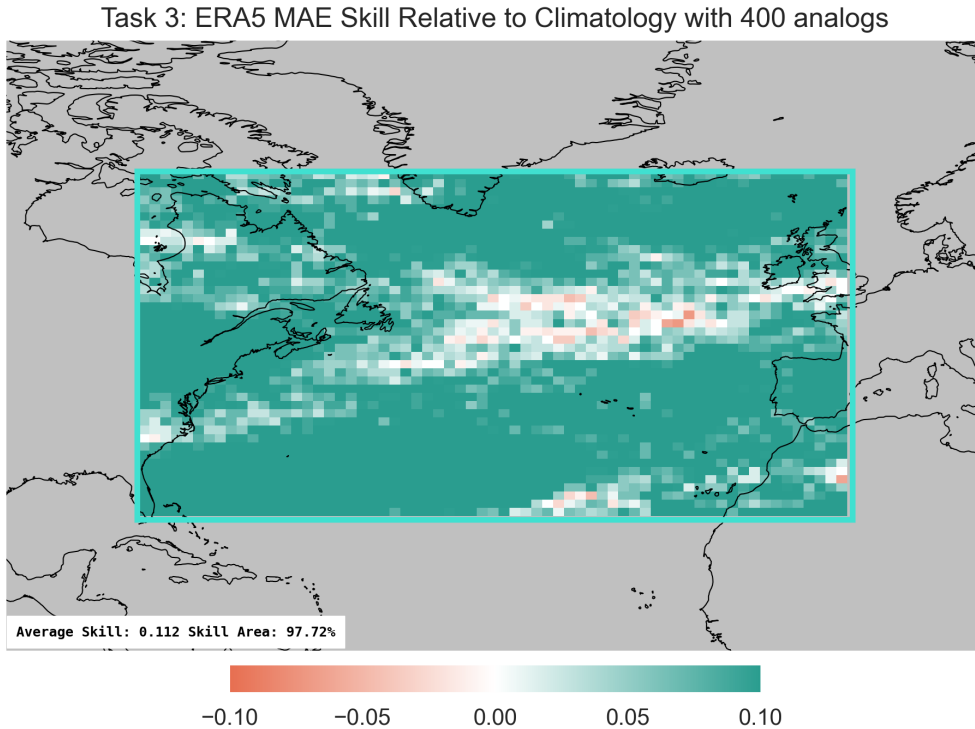 Task 3: ERA5 MAE Skill Relative to Climatology with 400 analogs
Average Skill: 0.112 Skill Area: 97.72%
−0.10 −0.05 0.00 0.05 0.10